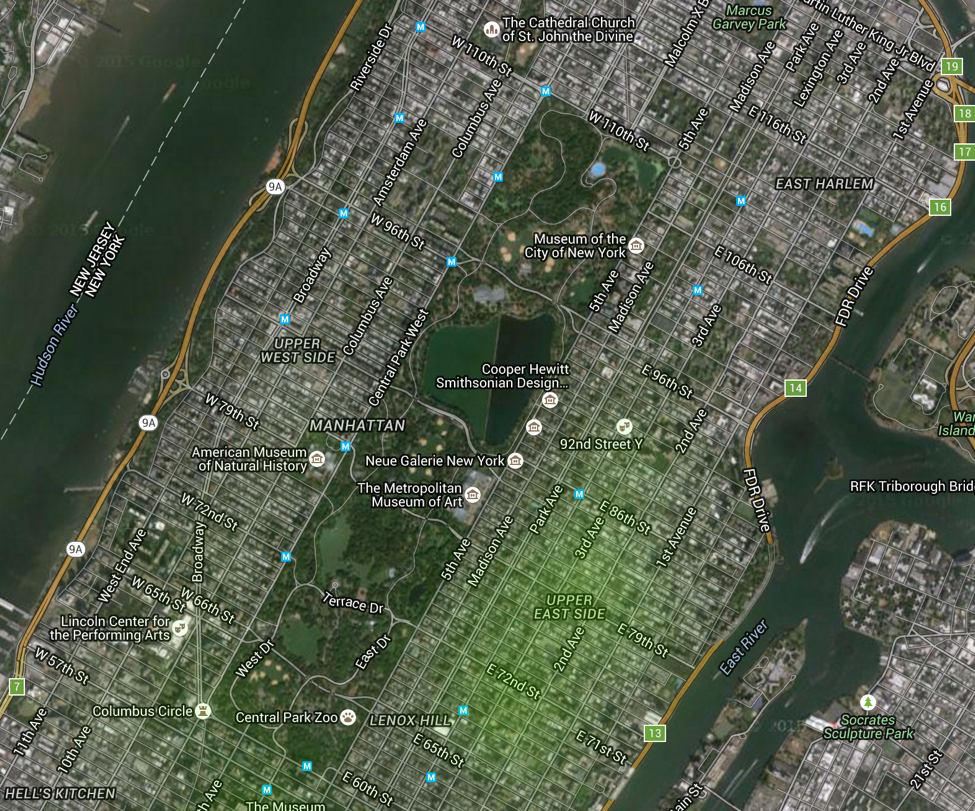 The Cathedral Church
of St. John the Divine
Marcus
Garvey Park
Riverside Dr
W 110th St
Malcolm X B
Martin Luther King Jr Blvd
Park Ave
Lexington Ave
3rd Ave
2nd Ave
Madison Ave
1st Avenue
19
18
17
16
2015 Google
Amsterdam Ave
Columbus Ave
W 110th St
5th Ave
E 116th St
EAST HARLEM
9A
W 96th St
Museum of the
City of New York
E 106th St
NEW JERSEY
NEW YORK
Hudson River
Broadway
Columbus Ave
Central Park West
5th Ave
Madison Ave
3rd Ave
FDR Drive
UPPER
WEST SIDE
Cooper Hewitt
Smithsonian Design...
E 96th St
14
W 79th St
9A
MANHATTAN
92nd Street Y
2nd Ave
American Museum
of Natural History
Neue Galerie New York
The Metropolitan
Museum of Art
FDR Drive
RFK Triborough Bridg
W 72nd St
Park Ave
E 86th St
3rd Ave
1st Avenue
9A
West End Ave
Broadway
5th Ave
Madison Ave
W 65th St
W 66th St
Terrace Dr
UPPER
EAST SIDE
Lincoln Center for
the Performing Arts
West Dr
East Dr
2nd Ave
E 79th St
East River
W 57th St
7
E 72nd St
Columbus Circle
Central Park Zoo
LENOX HILL
13
Socrates
Sculpture Park
11th Ave
10th Ave
E 65th St
E 71st St
E 60th St
21st St
HELL'S KITCHEN
The Museum